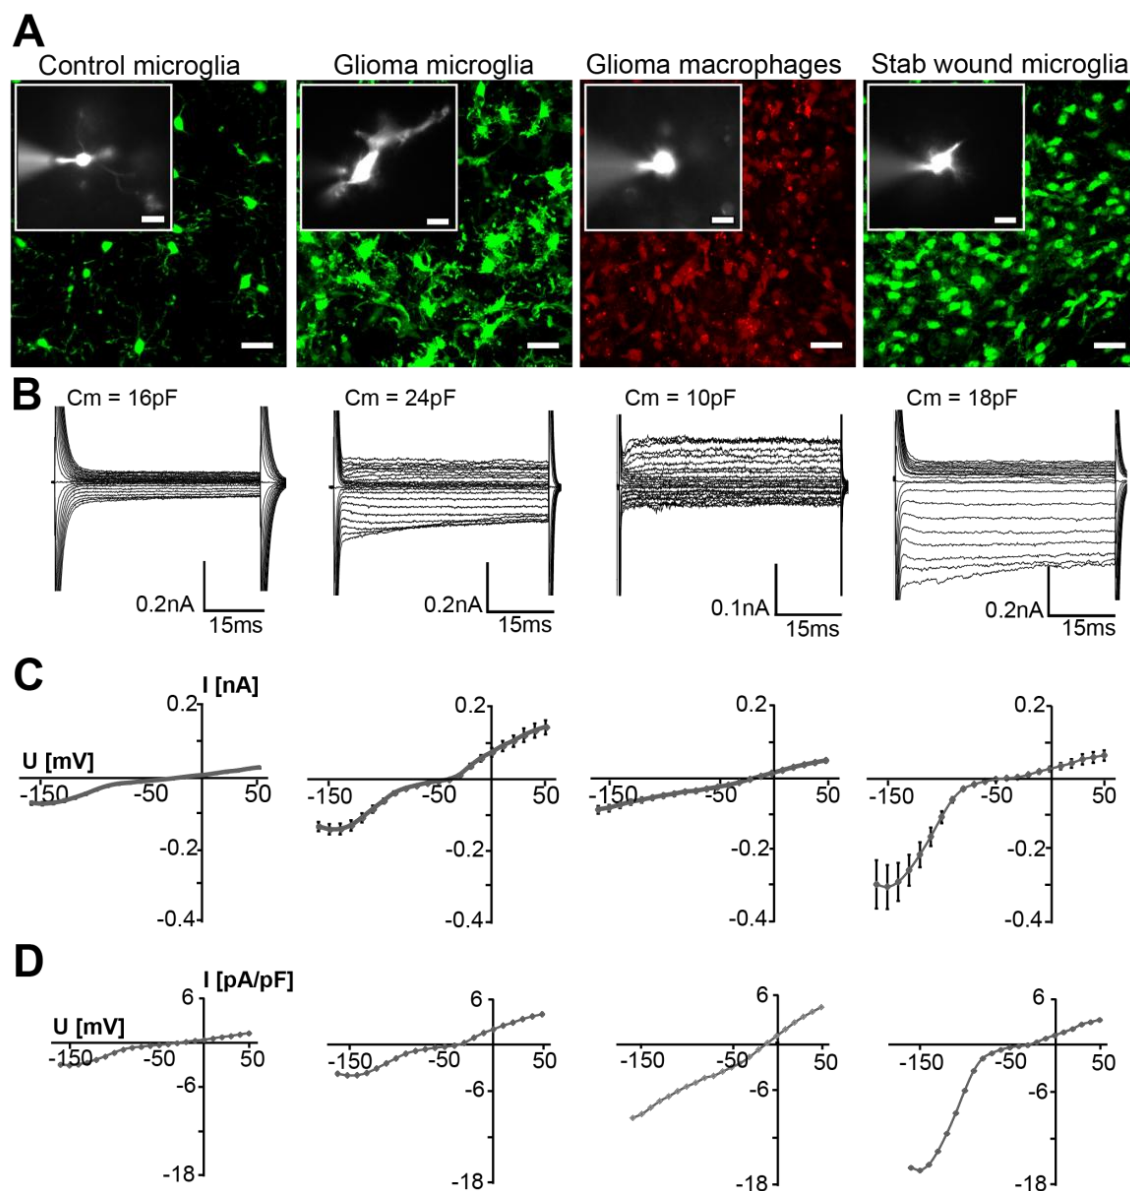 A
Control microglia Glioma microglia Glioma macrophages Stab wound microglia
B
Cm = 16pF Cm = 24pF Cm = 10pF Cm = 18pF
0.2nA 0.2nA 0.1nA 0.2nA
15ms 15ms 15ms 15ms
C
I [nA]
0.2 0.2 0.2 0.2
U [mV]
-150 -50 50 -150 -50 50 -150 -50 50 -150 -50 50
-0.2 -0.2 -0.2 -0.2
-0.4 -0.4 -0.4 -0.4
D
I [pA/pF]
6 6 6 6
U [mV]
-150 -50 50 -150 -50 50 -150 -50 50 -150 -50 50
-6 -6 -6 -6
-18 -18 -18 -18